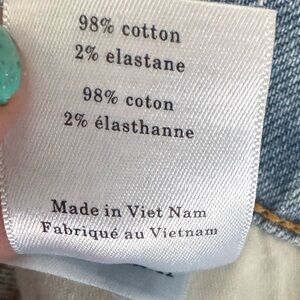 98% cotton
2% elastane
98% coton
2% élasthanne
Made in Viet Nam
Fabriqué au Vietnam